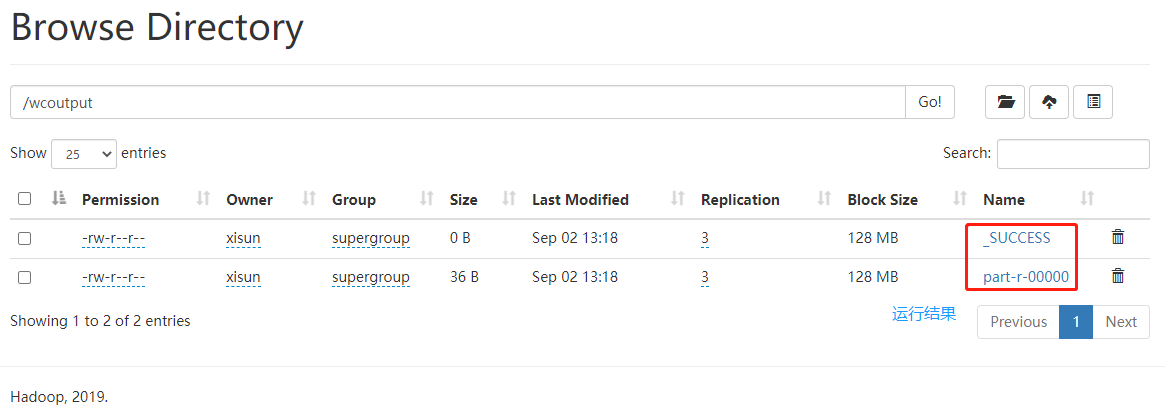 Browse Directory
/wcoutput Go!
Show 25 entries Search:
Permission Owner Group Size Last Modified Replication Block Size Name
-rw-r--r-- xisun supergroup 0 B Sep 02 13:18 3 128 MB _SUCCESS
-rw-r--r-- xisun supergroup 36 B Sep 02 13:18 3 128 MB part-r-00000
Showing 1 to 2 of 2 entries 运行结果 Previous 1 Next
Hadoop, 2019.